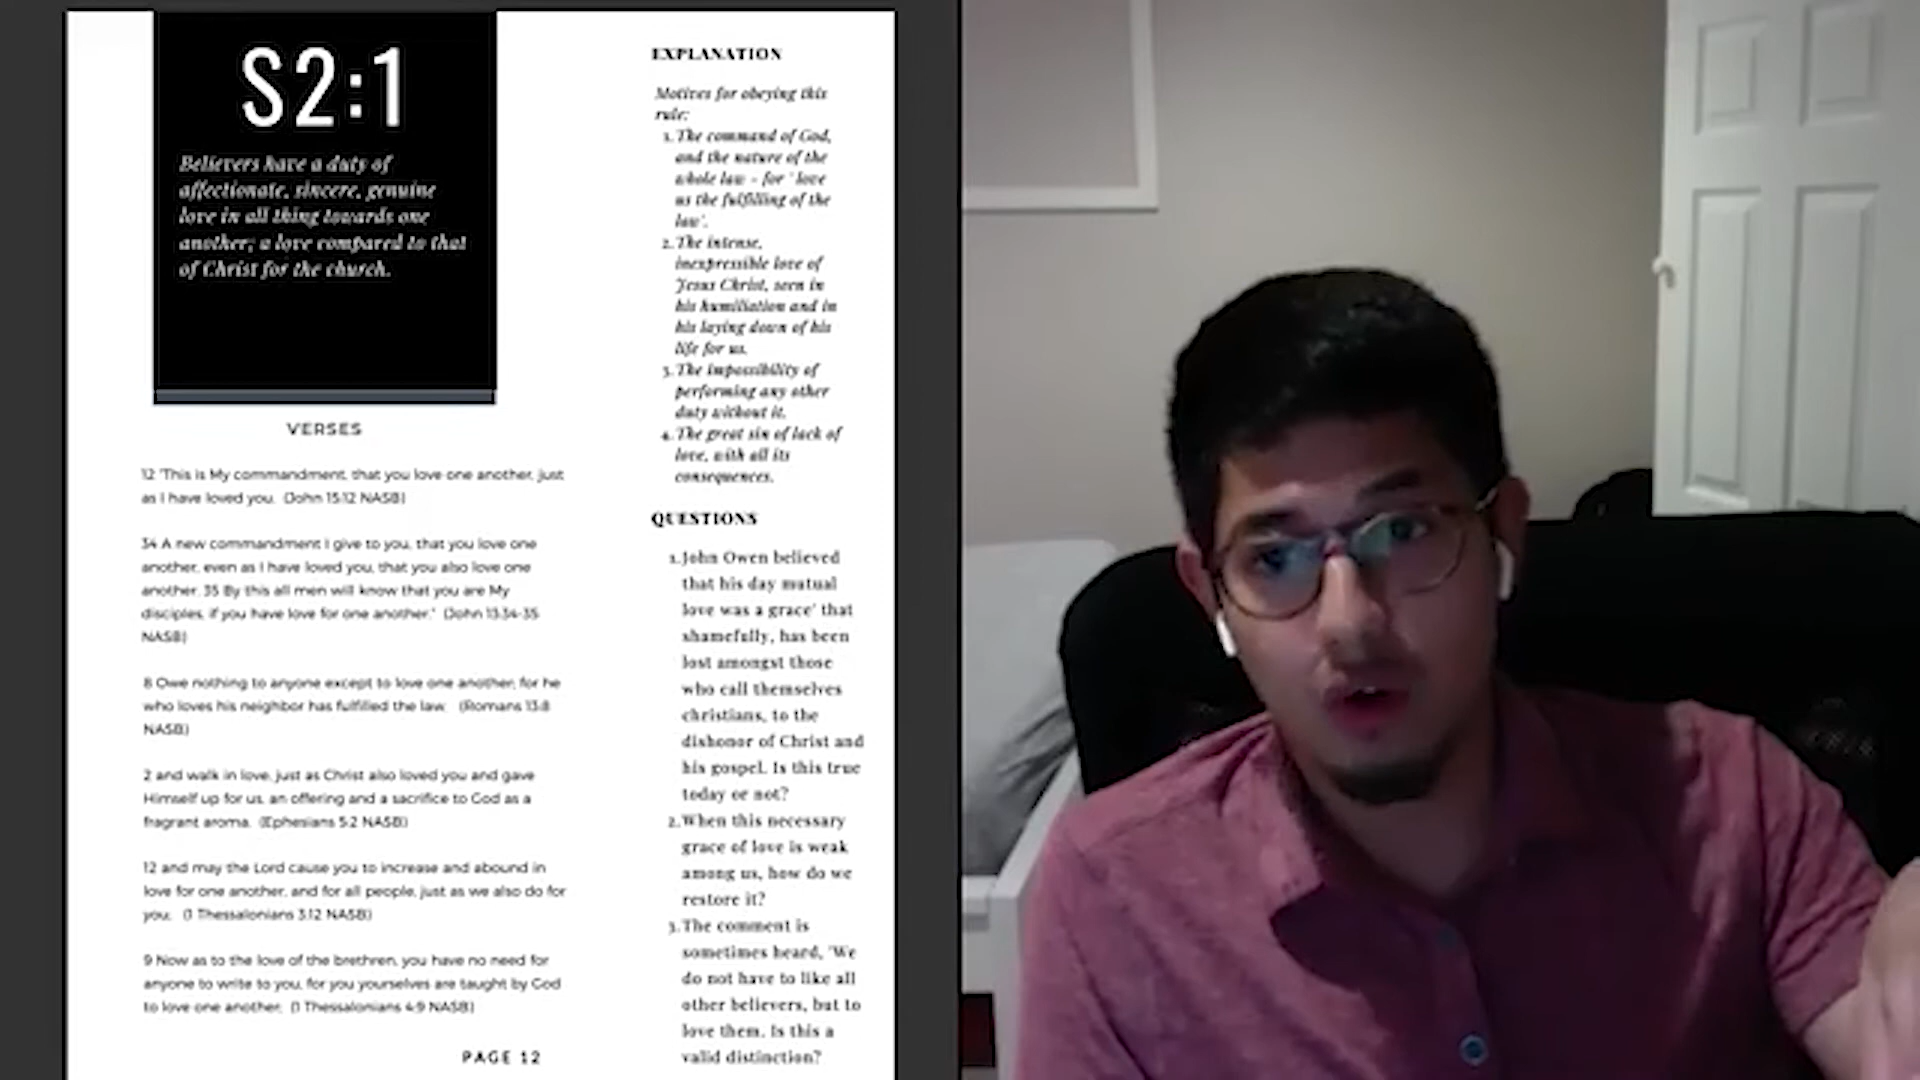 S2:1
Believers have a duty of
affectionate, sincere, genuine
love in all thing towards one
another; a love compared to that
of Christ for the church.
VERSES
12 "This is My commandment, that you love one another, just
as I have loved you. (John 15:12 NASB)
34 A new commandment I give to you, that you love one
another, even as I have loved you, that you also love one
another. 35 By this all men will know that you are My
disciples, if you have love for one another." (John 13:34-35
NASB)
8 Owe nothing to anyone except to love one another; for he
who loves his neighbor has fulfilled the law. (Romans 13:8
NASB)
2 and walk in love, just as Christ also loved you and gave
Himself up for us, an offering and a sacrifice to God as a
fragrant aroma. (Ephesians 5:2 NASB)
12 and may the Lord cause you to increase and abound in
love for one another, and for all people, just as we also do for
you; (1 Thessalonians 3:12 NASB)
9 Now as to the love of the brethren, you have no need for
anyone to write to you, for you yourselves are taught by God
to love one another; (1 Thessalonians 4:9 NASB)
PAGE 12
EXPLANATION
Motives for obeying this
rule:
1. The command of God,
and the nature of the
whole law – for ' love
us the fulfilling of the
law'.
2. The intense,
inexpressible love of
Jesus Christ, seen in
his humiliation and in
his laying down of his
life for us.
3. The impossibility of
performing any other
duty without it.
4. The great sin of lack of
love, with all its
consequences.
QUESTIONS
1. John Owen believed
that his day mutual
love was a grace' that
shamefully, has been
lost amongst those
who call themselves
christians, to the
dishonor of Christ and
his gospel. Is this true
today or not?
2. When this necessary
grace of love is weak
among us, how do we
restore it?
3. The comment is
sometimes heard, 'We
do not have to like all
other believers, but to
love them. Is this a
valid distinction?